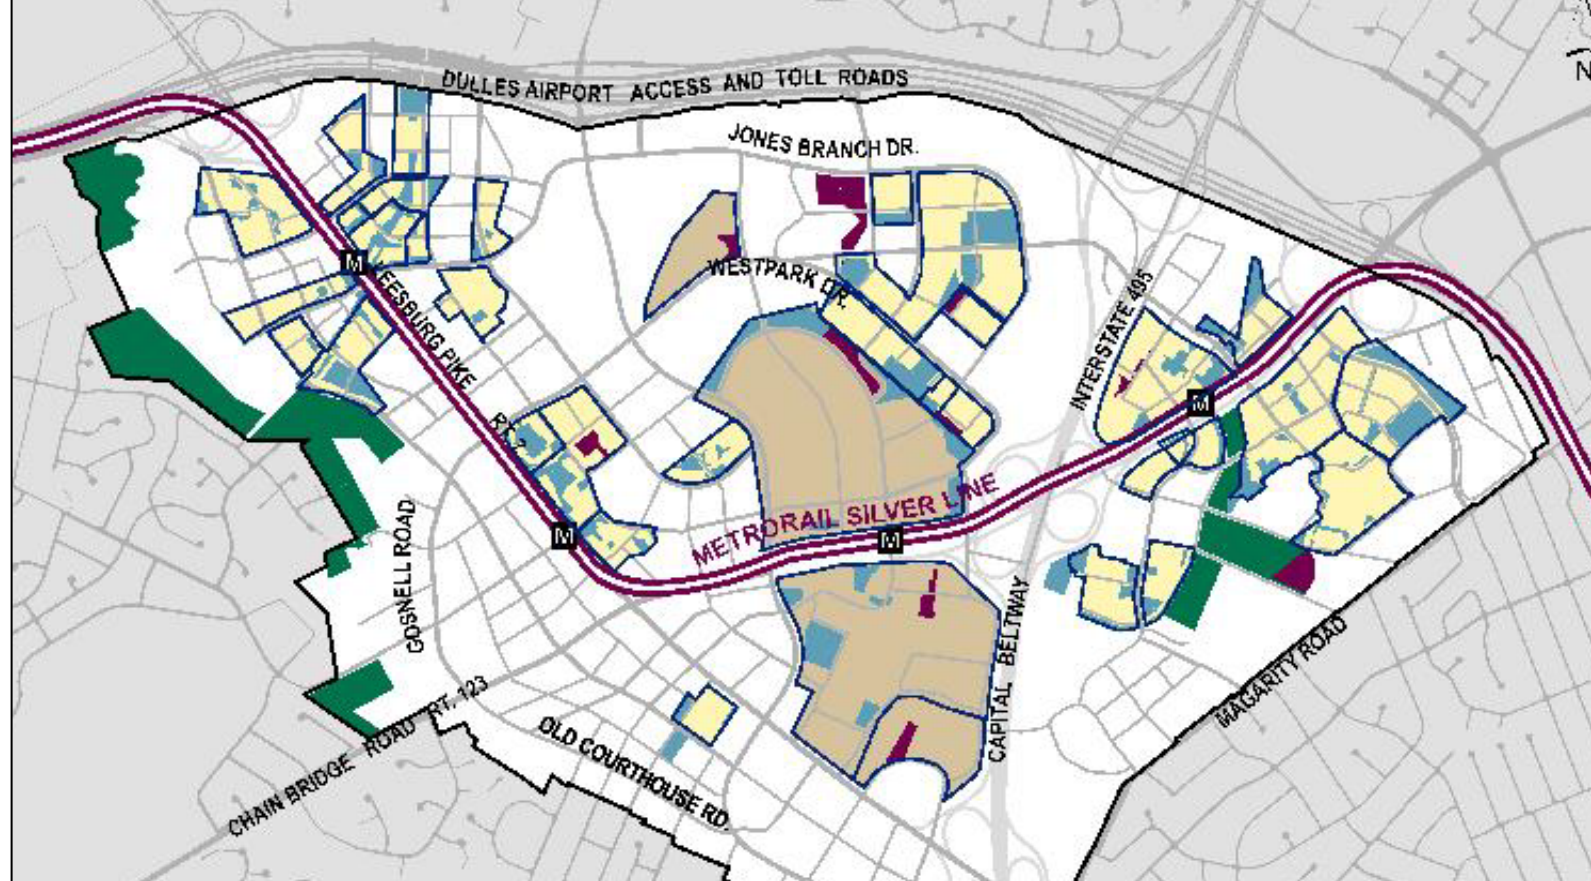 DULLES AIRPORT ACCESS AND TOLL ROADS
N
JONES BRANCH DR.
WESTPARK DR.
M
LEESBURG PIKE
RT. 7
INTERSTATE 495
M
METRORAIL SILVER LINE
M
M
GOSNELL ROAD
CAPITAL BELTWAY
MAGARITY ROAD
CHAIN BRIDGE ROAD RT. 123
OLD COURTHOUSE RD.